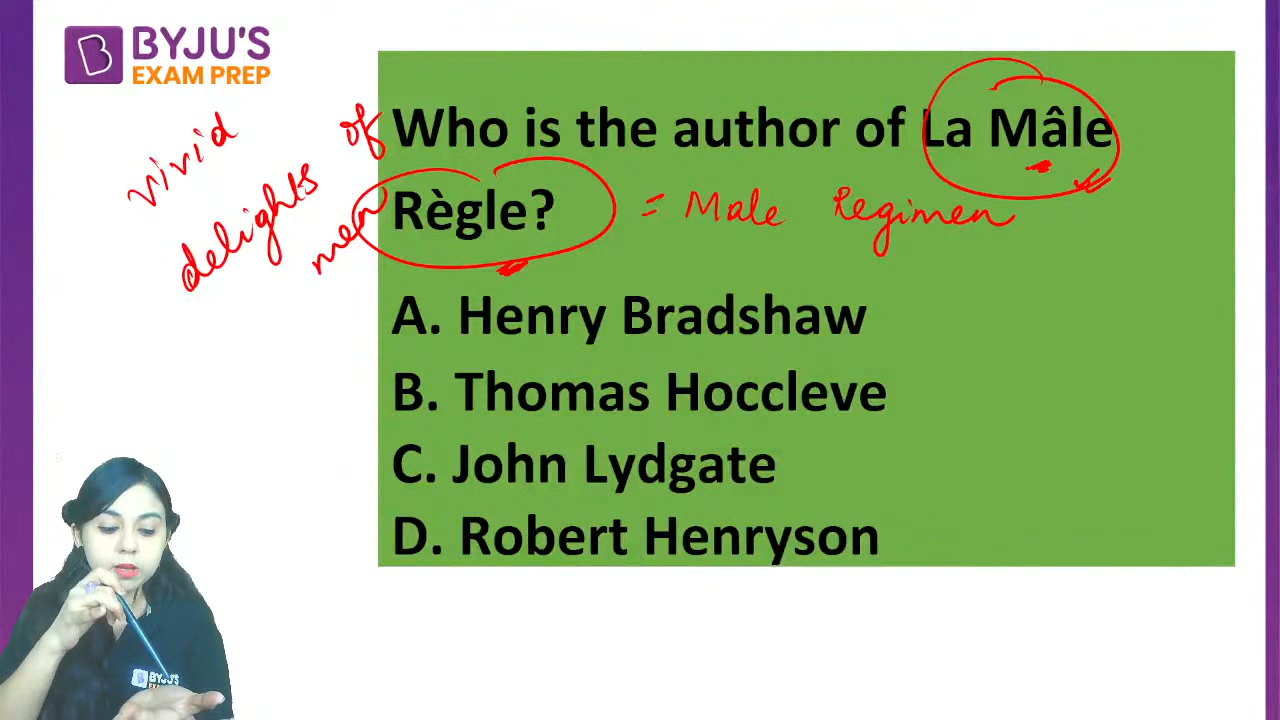 BYJU'S
EXAM PREP
vivid
delights of
men
Who is the author of La Mâle
Règle?
= Male Regimen
A. Henry Bradshaw
B. Thomas Hoccleve
C. John Lydgate
D. Robert Henryson
BYJU'S